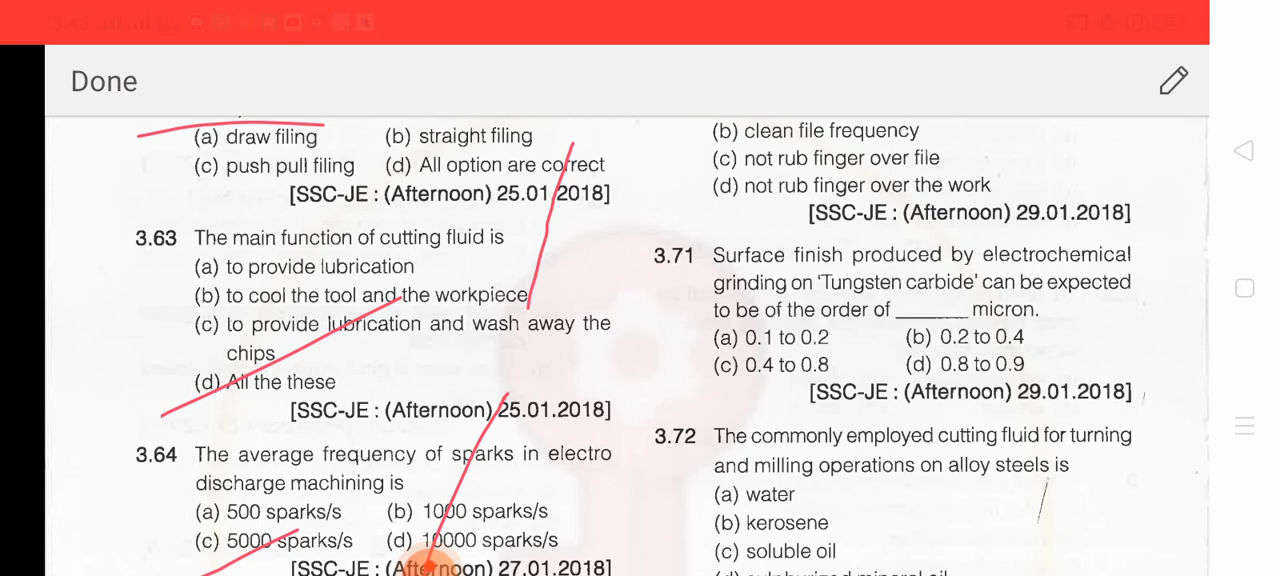 3:48
Done
(a) draw filing (b) straight filing
(c) push pull filing (d) All option are correct
[SSC-JE : (Afternoon) 25.01.2018]
3.63 The main function of cutting fluid is
(a) to provide lubrication
(b) to cool the tool and the workpiece
(c) to provide lubrication and wash away the
chips
(d) All the these
[SSC-JE : (Afternoon) 25.01.2018]
3.64 The average frequency of sparks in electro
discharge machining is
(a) 500 sparks/s (b) 1000 sparks/s
(c) 5000 sparks/s (d) 10000 sparks/s
[SSC-JE : (Afternoon) 27.01.2018]
(b) clean file frequency
(c) not rub finger over file
(d) not rub finger over the work
[SSC-JE : (Afternoon) 29.01.2018]
3.71 Surface finish produced by electrochemical
grinding on 'Tungsten carbide' can be expected
to be of the order of _______ micron.
(a) 0.1 to 0.2 (b) 0.2 to 0.4
(c) 0.4 to 0.8 (d) 0.8 to 0.9
[SSC-JE : (Afternoon) 29.01.2018]
3.72 The commonly employed cutting fluid for turning
and milling operations on alloy steels is
(a) water
(b) kerosene
(c) soluble oil
(d) sulphurized mineral oil